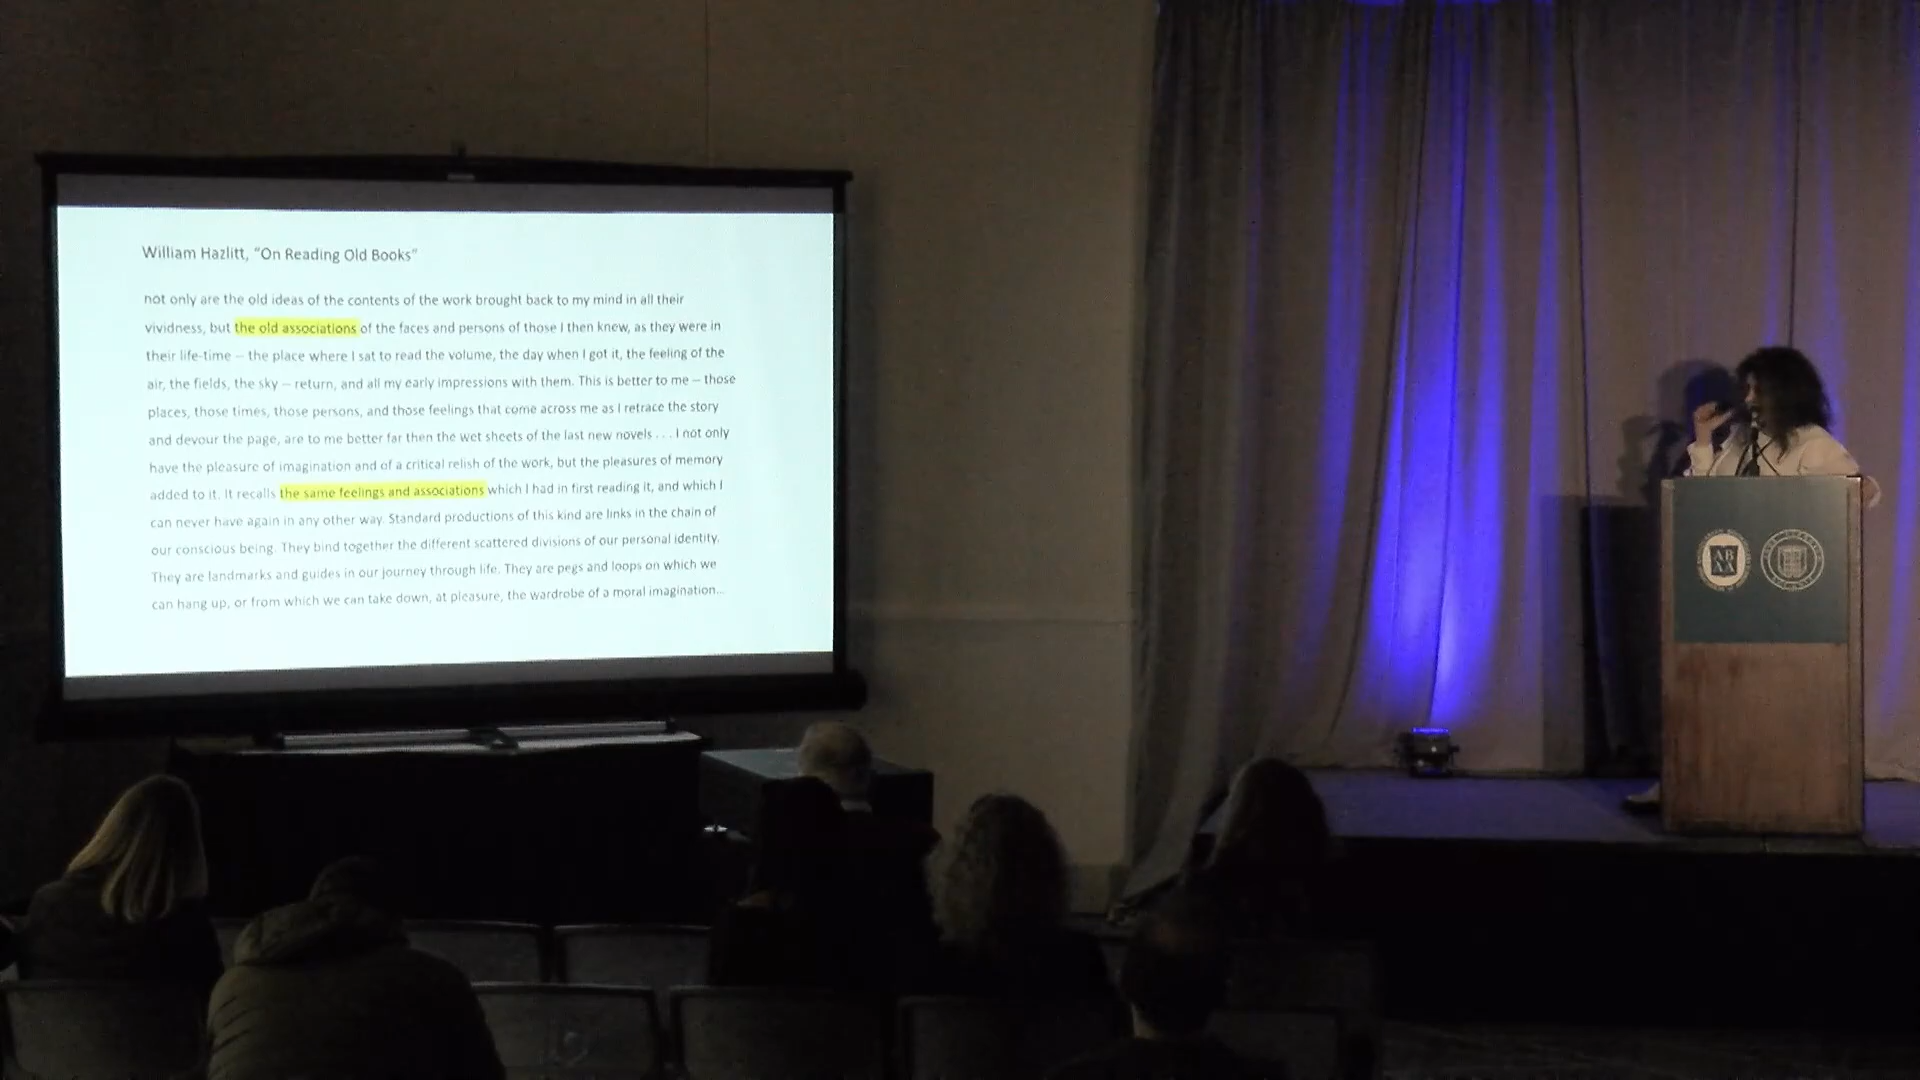 William Hazlitt, “On Reading Old Books”
not only are the old ideas of the contents of the work brought back to my mind in all their
vividness, but the old associations of the faces and persons of those I then knew, as they were in
their life-time – the place where I sat to read the volume, the day when I got it, the feeling of the
air, the fields, the sky – return, and all my early impressions with them. This is better to me – those
places, those times, those persons, and those feelings that come across me as I retrace the story
and devour the page, are to me better far then the wet sheets of the last new novels . . . I not only
have the pleasure of imagination and of a critical relish of the work, but the pleasures of memory
added to it. It recalls the same feelings and associations which I had in first reading it, and which I
can never have again in any other way. Standard productions of this kind are links in the chain of
our conscious being. They bind together the different scattered divisions of our personal identity.
They are landmarks and guides in our journey through life. They are pegs and loops on which we
can hang up, or from which we can take down, at pleasure, the wardrobe of a moral imagination...
AB
AA